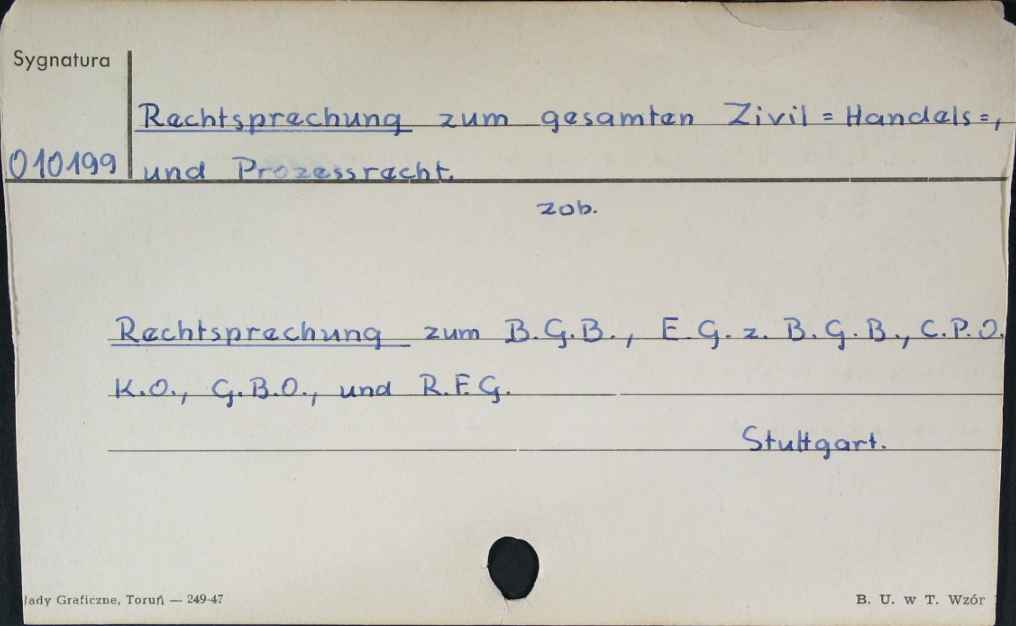 Sygnatura
Rechtsprechung zum gesamten Zivil = Handels =,
010199 und Prozessrecht.
zob.
Rechtsprechung zum B.G.B., E.G. z. B.G.B., C.P.O.
K.O., G.B.O., und R.F.G.
Stuttgart.
łady Graficzne, Toruń — 249-47
B. U. w T. Wzór